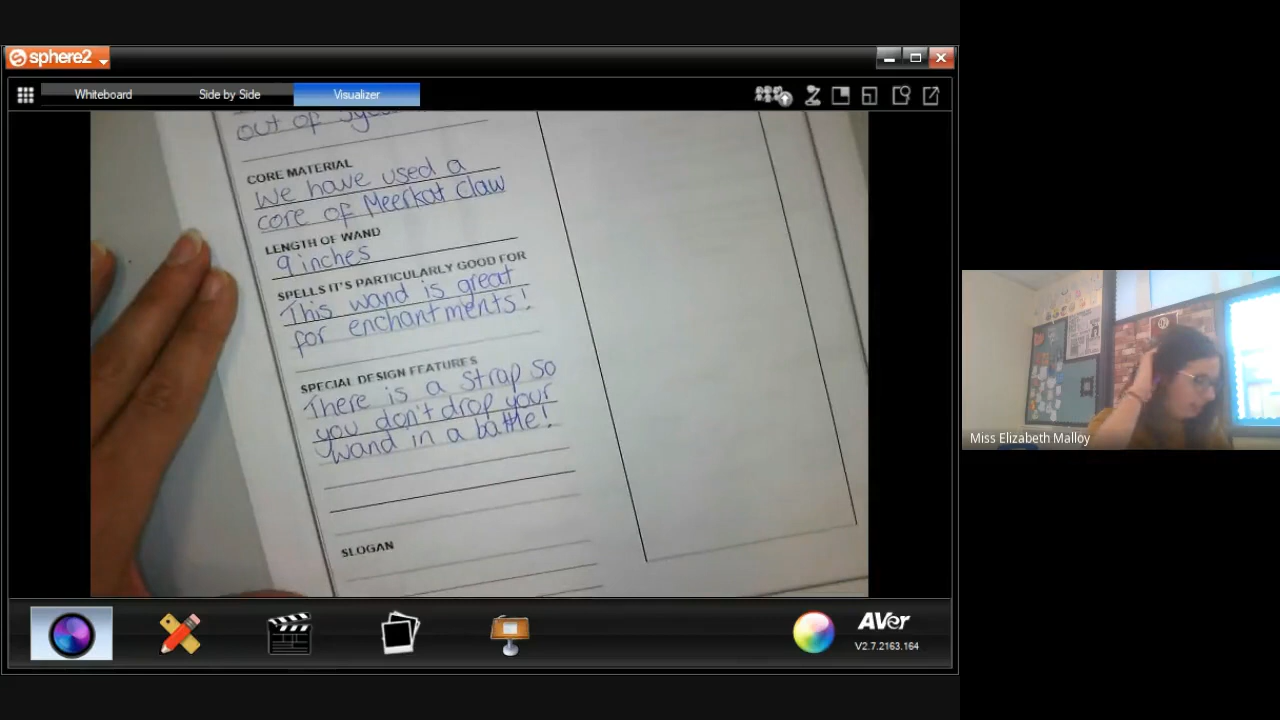 sphere2
Whiteboard
Side by Side
Visualizer
out of
CORE MATERIAL
We have used a
core of Meerkat Claw
LENGTH OF WAND
9 inches
SPELLS IT'S PARTICULARLY GOOD FOR
This wand is great
for enchantments!
SPECIAL DESIGN FEATURES
There is a strap so
you don't drop your
wand in a battle!
SLOGAN
AVer
V2.7.2163.164
Miss Elizabeth Malloy